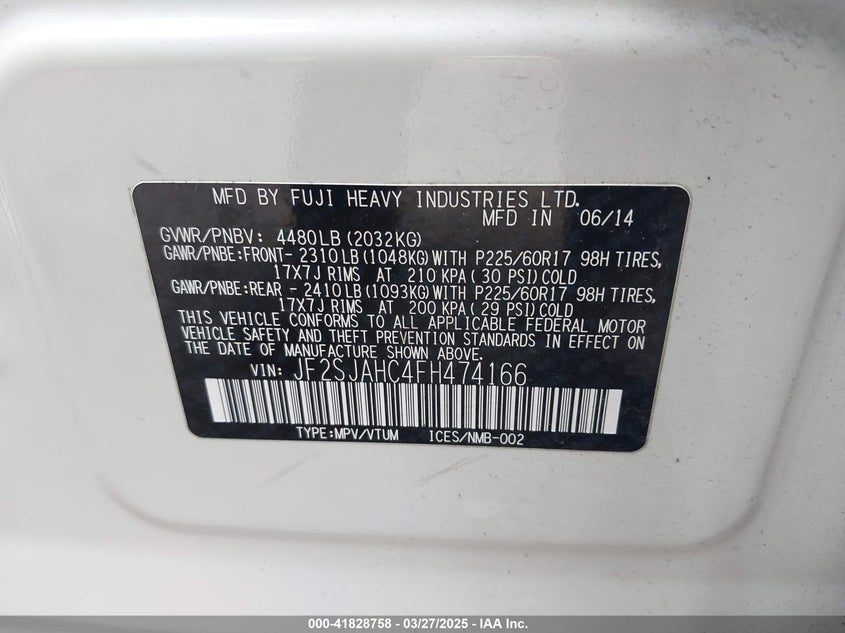 MFD BY FUJI HEAVY INDUSTRIES LTD.
MFD IN 06/14
GVWR/PNBV: 4480LB(2032KG)
GAWR/PNBE:FRONT- 2310LB(1048KG)WITH P225/60R17 98H TIRES,
17X7J RIMS AT 210 KPA(30 PSI)COLD
GAWR/PNBE:REAR - 2410LB(1093KG)WITH P225/60R17 98H TIRES,
17X7J RIMS AT 200 KPA(29 PSI)COLD
THIS VEHICLE CONFORMS TO ALL APPLICABLE FEDERAL MOTOR
VEHICLE SAFETY AND THEFT PREVENTION STANDARDS IN EFFECT ON
THE DATE OF MANUFACTURE SHOWN ABOVE.
VIN: JF2SJAHC4FH474166
TYPE:MPV/VTUM ICES/NMB-002
000-41828758 - 03/27/2025 - IAA Inc.